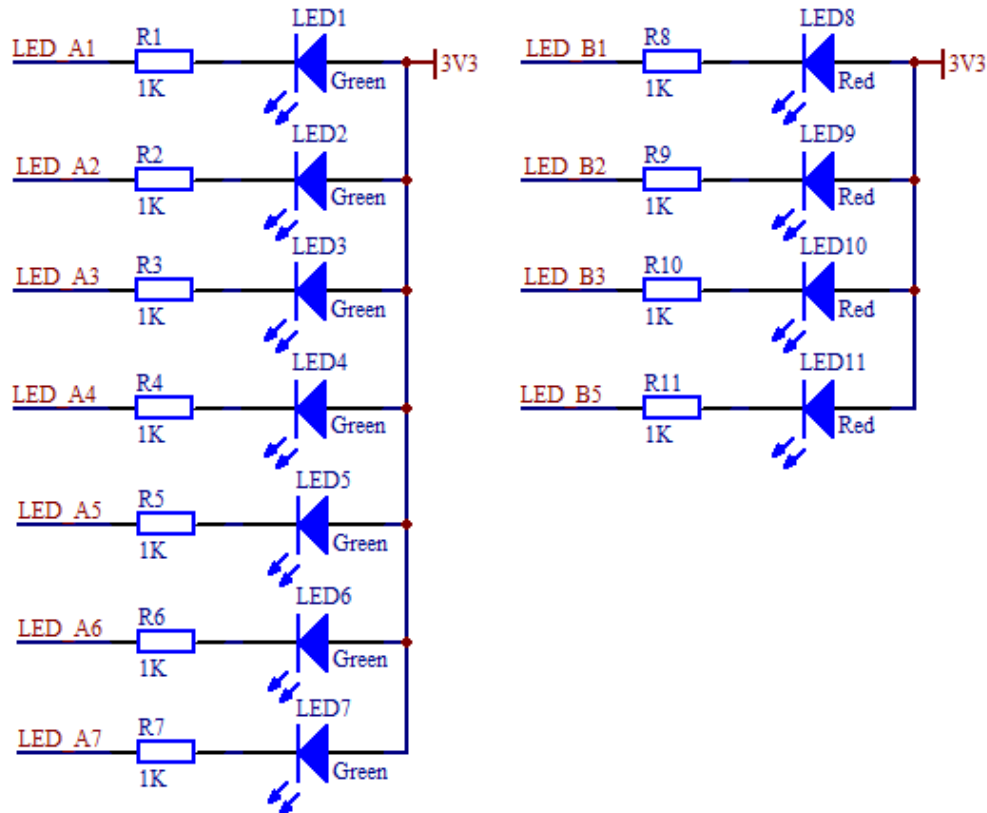 LED1
LED_A1 R1 3V3
1K Green
LED2
LED_A2 R2
1K Green
LED3
LED_A3 R3
1K Green
LED4
LED_A4 R4
1K Green
LED5
LED_A5 R5
1K Green
LED6
LED_A6 R6
1K Green
LED7
LED_A7 R7
1K Green
LED8
LED_B1 R8 3V3
1K Red
LED9
LED_B2 R9
1K Red
LED10
LED_B3 R10
1K Red
LED11
LED_B5 R11
1K Red